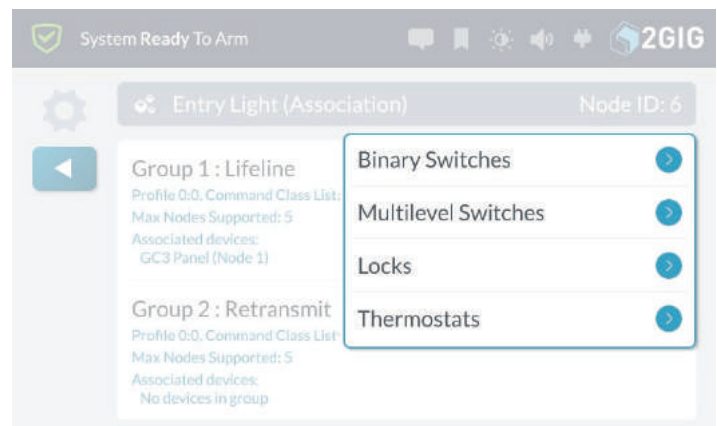 System Ready To Arm
2GIG
Entry Light (Association)
Node ID: 6
Group 1 : Lifeline
Profile 0:0, Command Class List:
Max Nodes Supported: 5
Associated devices:
GC3 Panel (Node 1)
Group 2 : Retransmit
Profile 0:0, Command Class List:
Max Nodes Supported: 5
Associated devices:
No devices in group
Binary Switches
Multilevel Switches
Locks
Thermostats